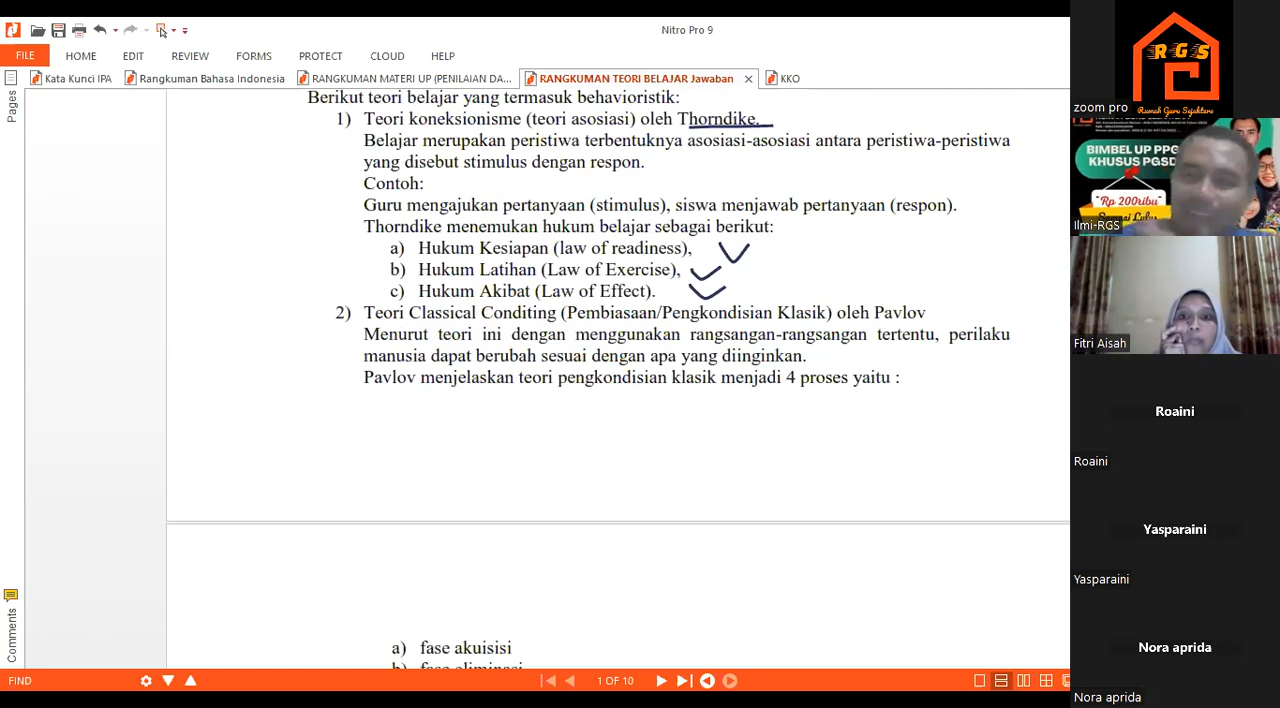 Nitro Pro 9
FILE HOME EDIT REVIEW FORMS PROTECT CLOUD HELP
Kata Kunci IPA Rangkuman Bahasa Indonesia RANGKUMAN MATERI UP (PENILAIAN DA... RANGKUMAN TEORI BELAJAR Jawaban KKO
Pages
Berikut teori belajar yang termasuk behavioristik:
1) Teori koneksionisme (teori asosiasi) oleh Thorndike.
Belajar merupakan peristiwa terbentuknya asosiasi-asosiasi antara peristiwa-peristiwa
yang disebut stimulus dengan respon.
Contoh:
Guru mengajukan pertanyaan (stimulus), siswa menjawab pertanyaan (respon).
Thorndike menemukan hukum belajar sebagai berikut:
a) Hukum Kesiapan (law of readiness),
b) Hukum Latihan (Law of Exercise),
c) Hukum Akibat (Law of Effect).
2) Teori Classical Conditing (Pembiasaan/Pengkondisian Klasik) oleh Pavlov
Menurut teori ini dengan menggunakan rangsangan-rangsangan tertentu, perilaku
manusia dapat berubah sesuai dengan apa yang diinginkan.
Pavlov menjelaskan teori pengkondisian klasik menjadi 4 proses yaitu :
a) fase akuisisi
b) fase eliminasi
Comments
FIND
1 OF 10
RGS
Rumah Guru Sejahtera
zoom pro
BIMBEL UP PPG
KHUSUS PGSD
Rp 200ribu
Sampai Lulus
Ilmi-RGS
Fitri Aisah
Roaini
Roaini
Yasparaini
Yasparaini
Nora aprida
Nora aprida